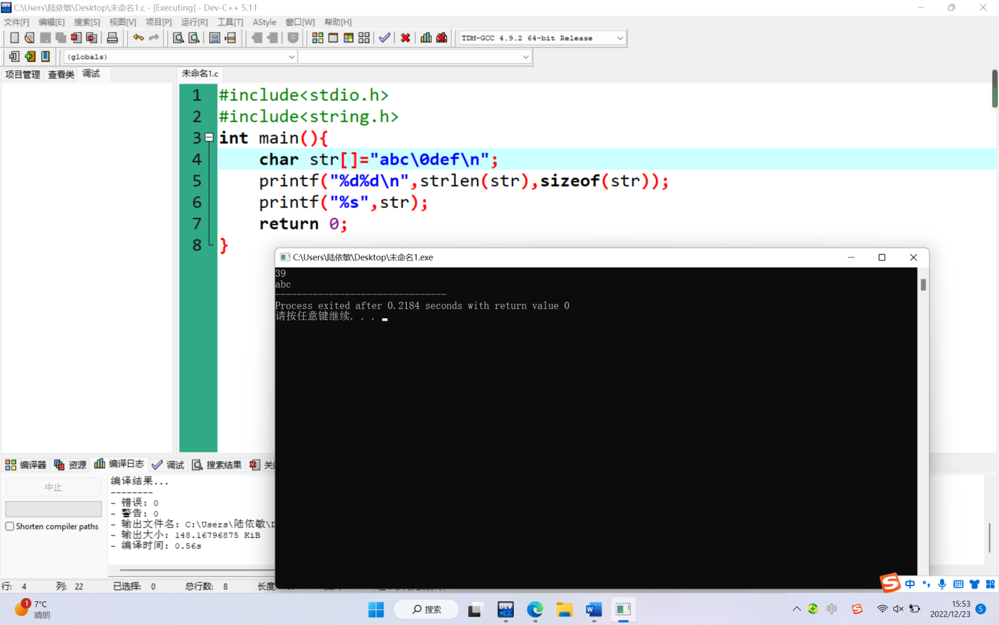 C:\Users\陆依敏\Desktop\未命名1.c - [Executing] - Dev-C++ 5.11
文件[F] 编辑[E] 搜索[S] 视图[V] 项目[P] 运行[R] 工具[T] AStyle 窗口[W] 帮助[H]
TDM-GCC 4.9.2 64-bit Release
(globals)
项目管理 查看类 调试
未命名1.c
1 #include<stdio.h>
2 #include<string.h>
3 int main(){
4 char str[]="abc\0def\n";
5 printf("%d%d\n",strlen(str),sizeof(str));
6 printf("%s",str);
7 return 0;
8 }
C:\Users\陆依敏\Desktop\未命名1.exe
39
abc
--------------------------------
Process exited after 0.2184 seconds with return value 0
请按任意键继续. . .
编译器 资源 编译日志 调试 搜索结果
中止
Shorten compiler paths
编译结果...
--------
- 错误: 0
- 警告: 0
- 输出文件名: C:\Users\陆依敏\D
- 输出大小: 148.16796875 KiB
- 编译时间: 0.56s
行: 4 列: 22 已选择: 0 总行数: 8 长度:
中
1
7°C
晴朗
DEV
搜索
W
中
15:53
2022/12/23
5